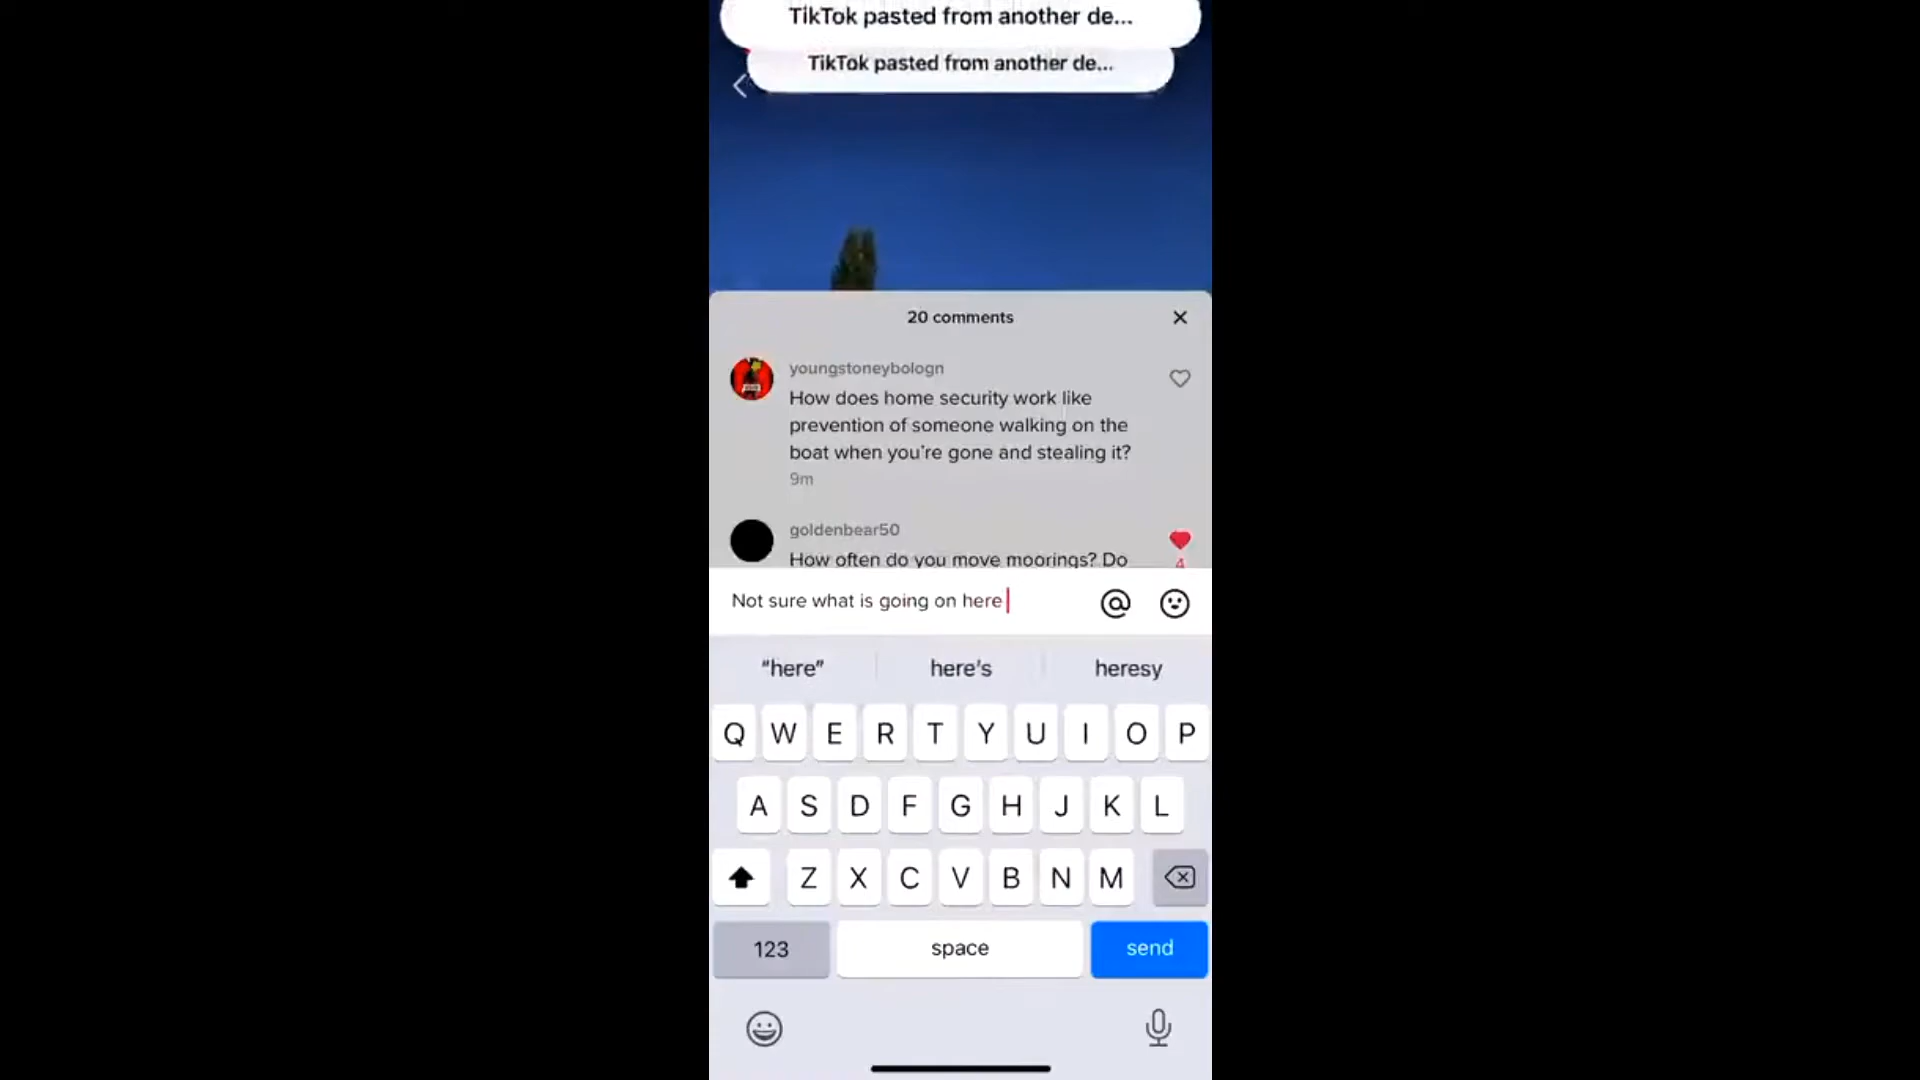 TikTok pasted from another de...
TikTok pasted from another de...
20 comments
youngstoneybologn
How does home security work like
prevention of someone walking on the
boat when you're gone and stealing it?
9m
goldenbear50
How often do you move moorings? Do
4
Not sure what is going on here
"here" here's heresy
Q W E R T Y U I O P
A S D F G H J K L
Z X C V B N M
123 space send